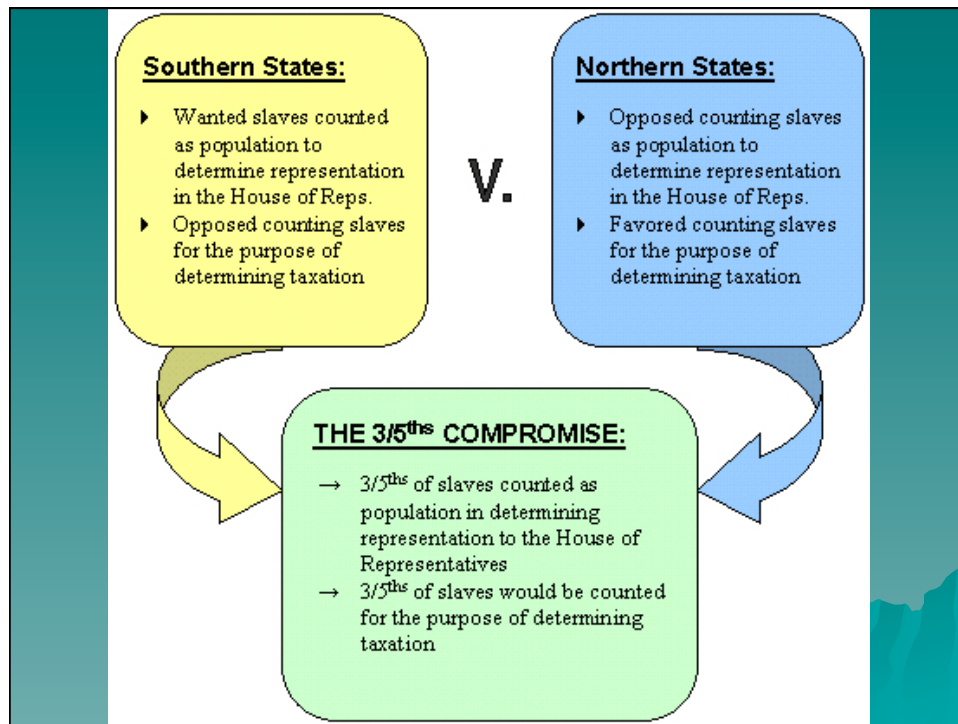 Southern States:
▶ Wanted slaves counted
as population to
determine representation
in the House of Reps.
▶ Opposed counting slaves
for the purpose of
determining taxation
V.
Northern States:
▶ Opposed counting slaves
as population to
determine representation
in the House of Reps.
▶ Favored counting slaves
for the purpose of
determining taxation
THE 3/5ths COMPROMISE:
→ 3/5ths of slaves counted as
population in determining
representation to the House of
Representatives
→ 3/5ths of slaves would be counted
for the purpose of determining
taxation